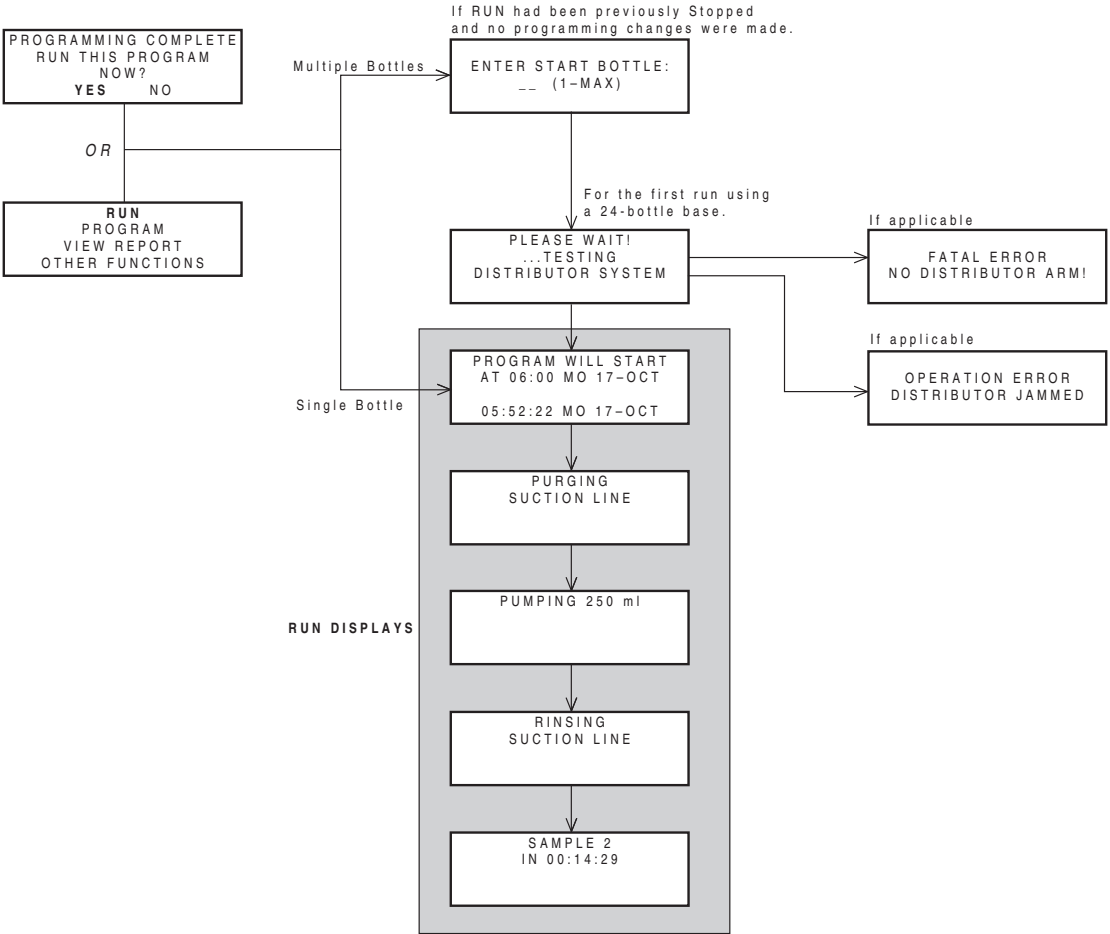 If RUN had been previously Stopped
and no programming changes were made.
PROGRAMMING COMPLETE
RUN THIS PROGRAM
NOW?
YES NO
Multiple Bottles
ENTER START BOTTLE:
__ (1–MAX)
OR
RUN
PROGRAM
VIEW REPORT
OTHER FUNCTIONS
For the first run using
a 24-bottle base.
PLEASE WAIT!
...TESTING
DISTRIBUTOR SYSTEM
If applicable
FATAL ERROR
NO DISTRIBUTOR ARM!
If applicable
OPERATION ERROR
DISTRIBUTOR JAMMED
Single Bottle
PROGRAM WILL START
AT 06:00 MO 17–OCT
05:52:22 MO 17–OCT
PURGING
SUCTION LINE
RUN DISPLAYS
PUMPING 250 ml
RINSING
SUCTION LINE
SAMPLE 2
IN 00:14:29